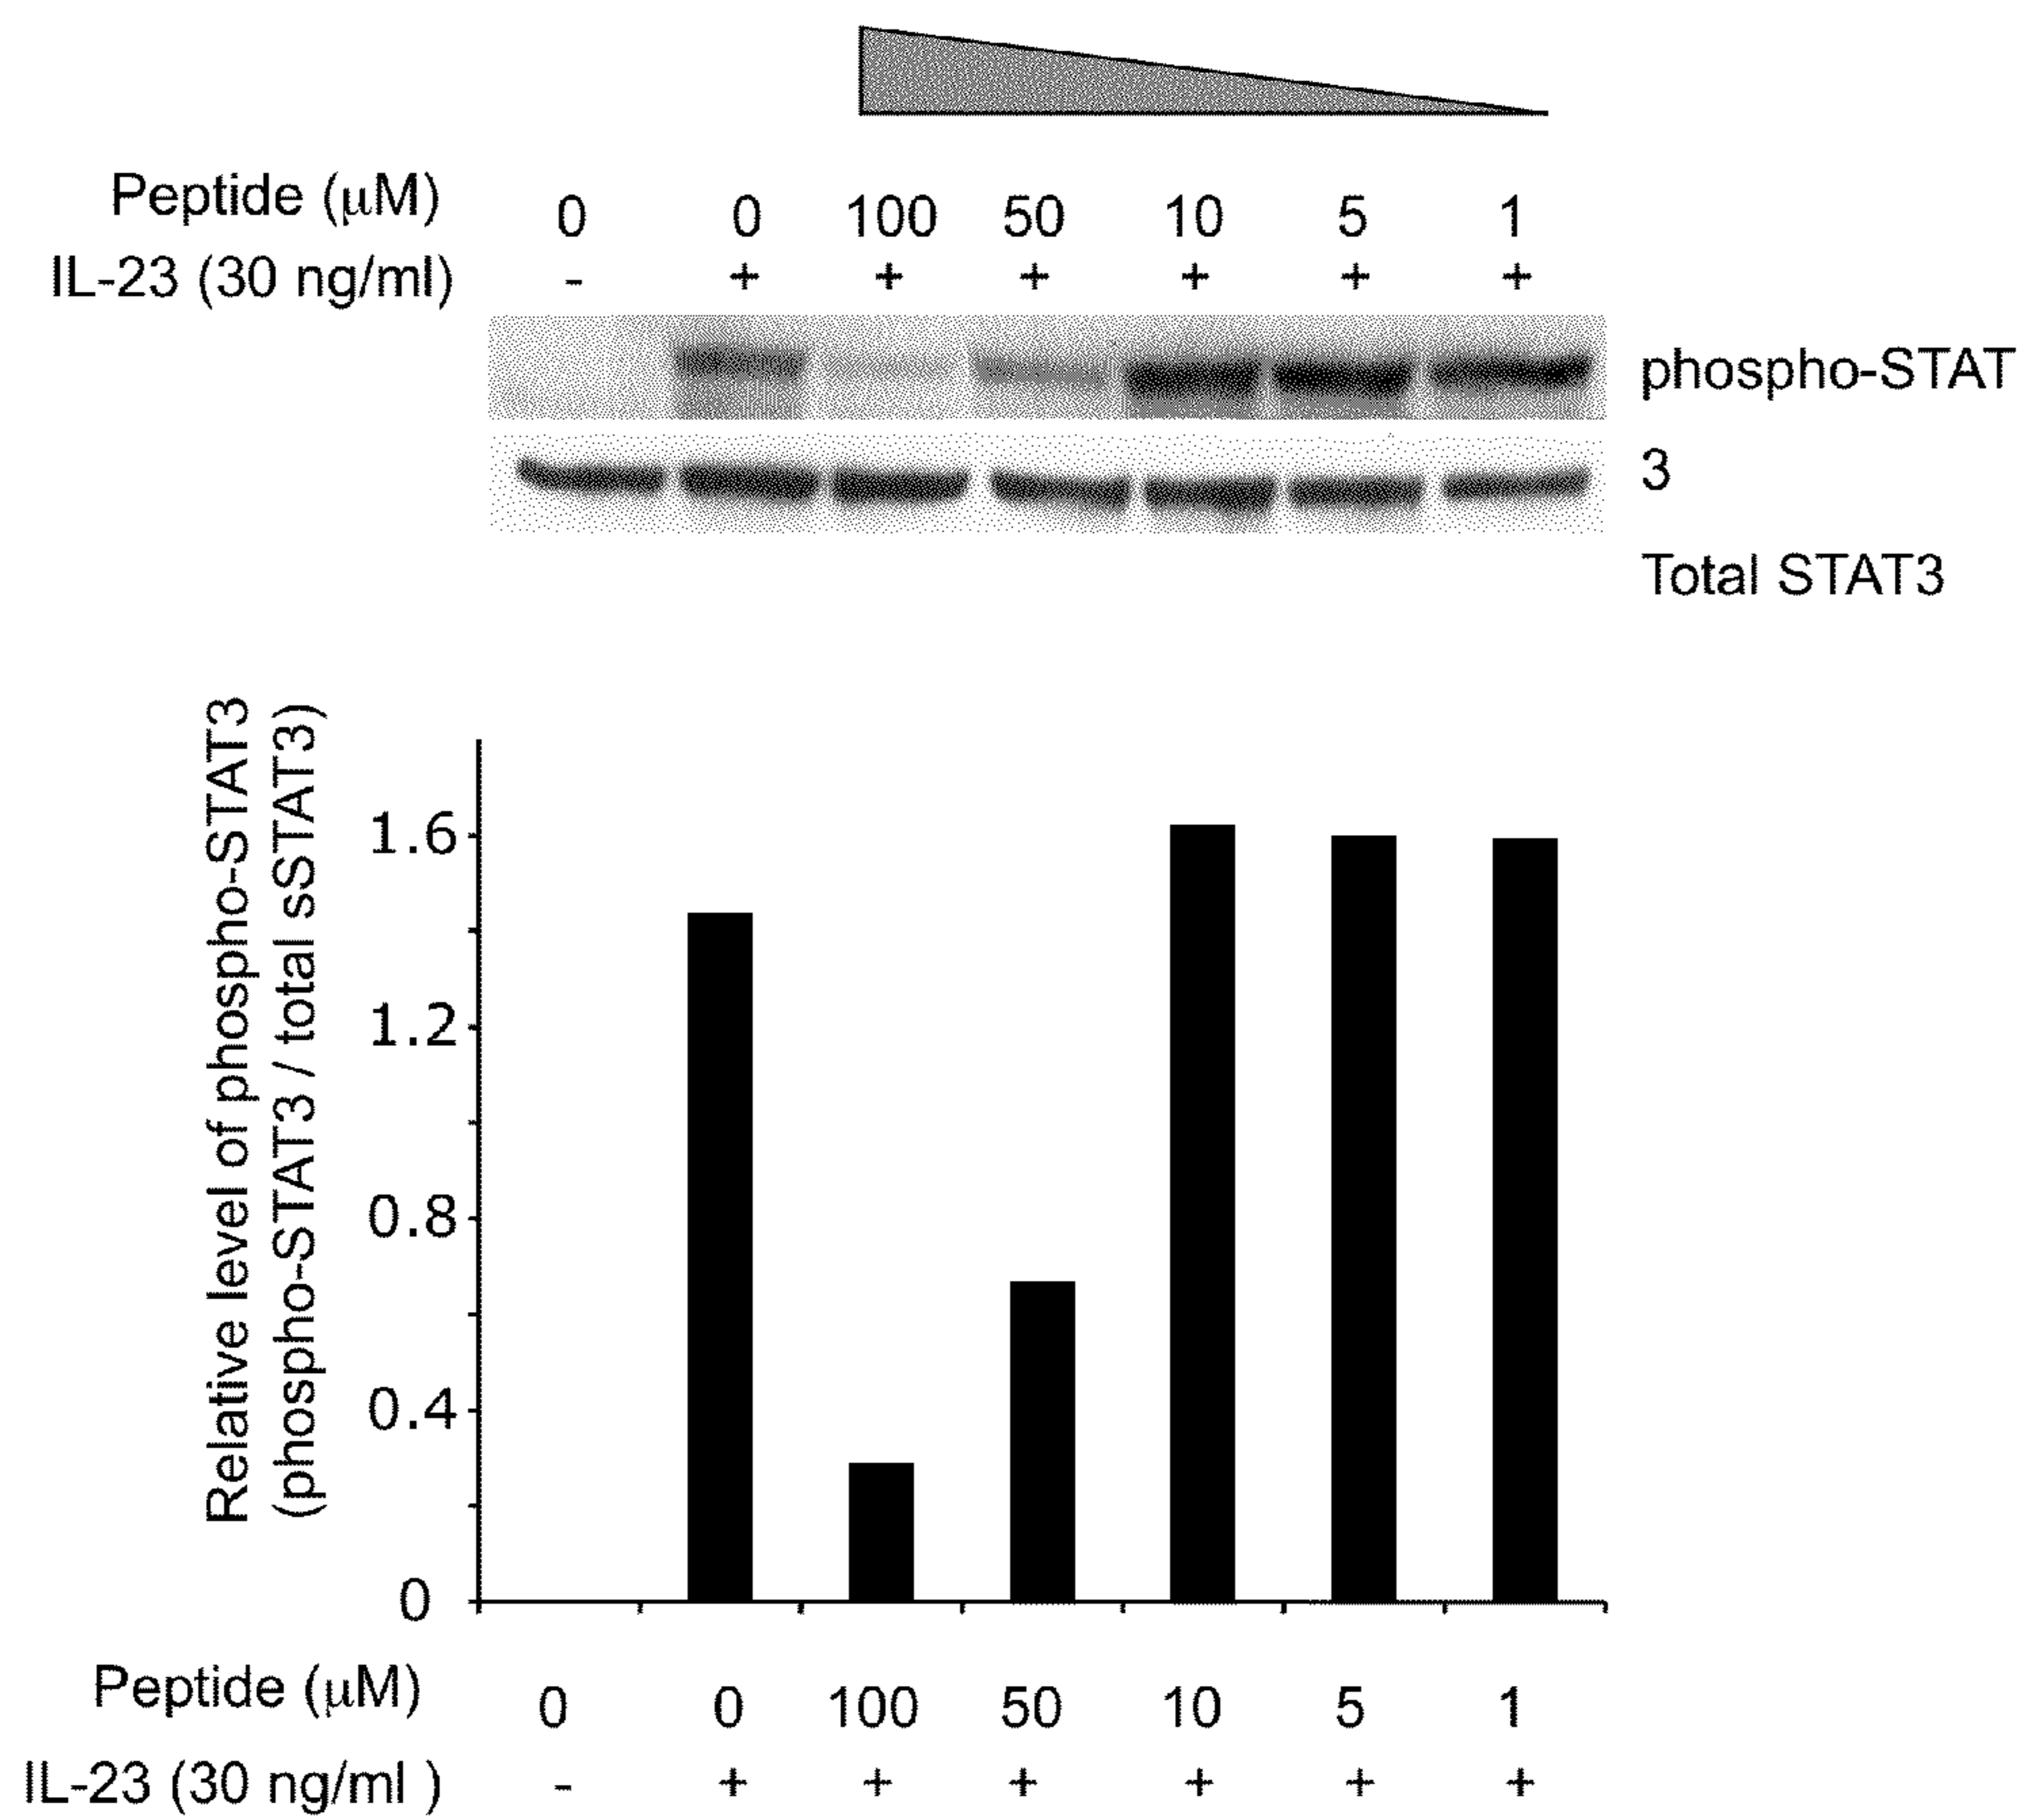 Peptide (μM) 0 0 100 50 10 5 1
IL-23 (30 ng/ml) - + + + + + +
phospho-STAT
3
Total STAT3
Relative level of phospho-STAT3
(phospho-STAT3 / total sSTAT3)
1.6
1.2
0.8
0.4
0
Peptide (μM) 0 0 100 50 10 5 1
IL-23 (30 ng/ml ) - + + + + + +